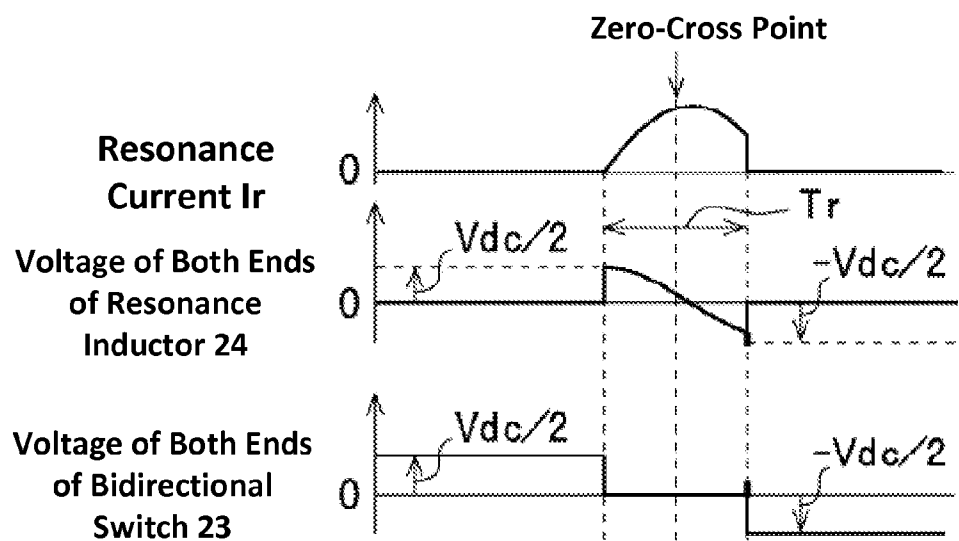 Zero-Cross Point
Resonance
Current Ir
0
Tr
Voltage of Both Ends
of Resonance
Inductor 24
Vdc/2
0
-Vdc/2
Voltage of Both Ends
of Bidirectional
Switch 23
Vdc/2
0
-Vdc/2